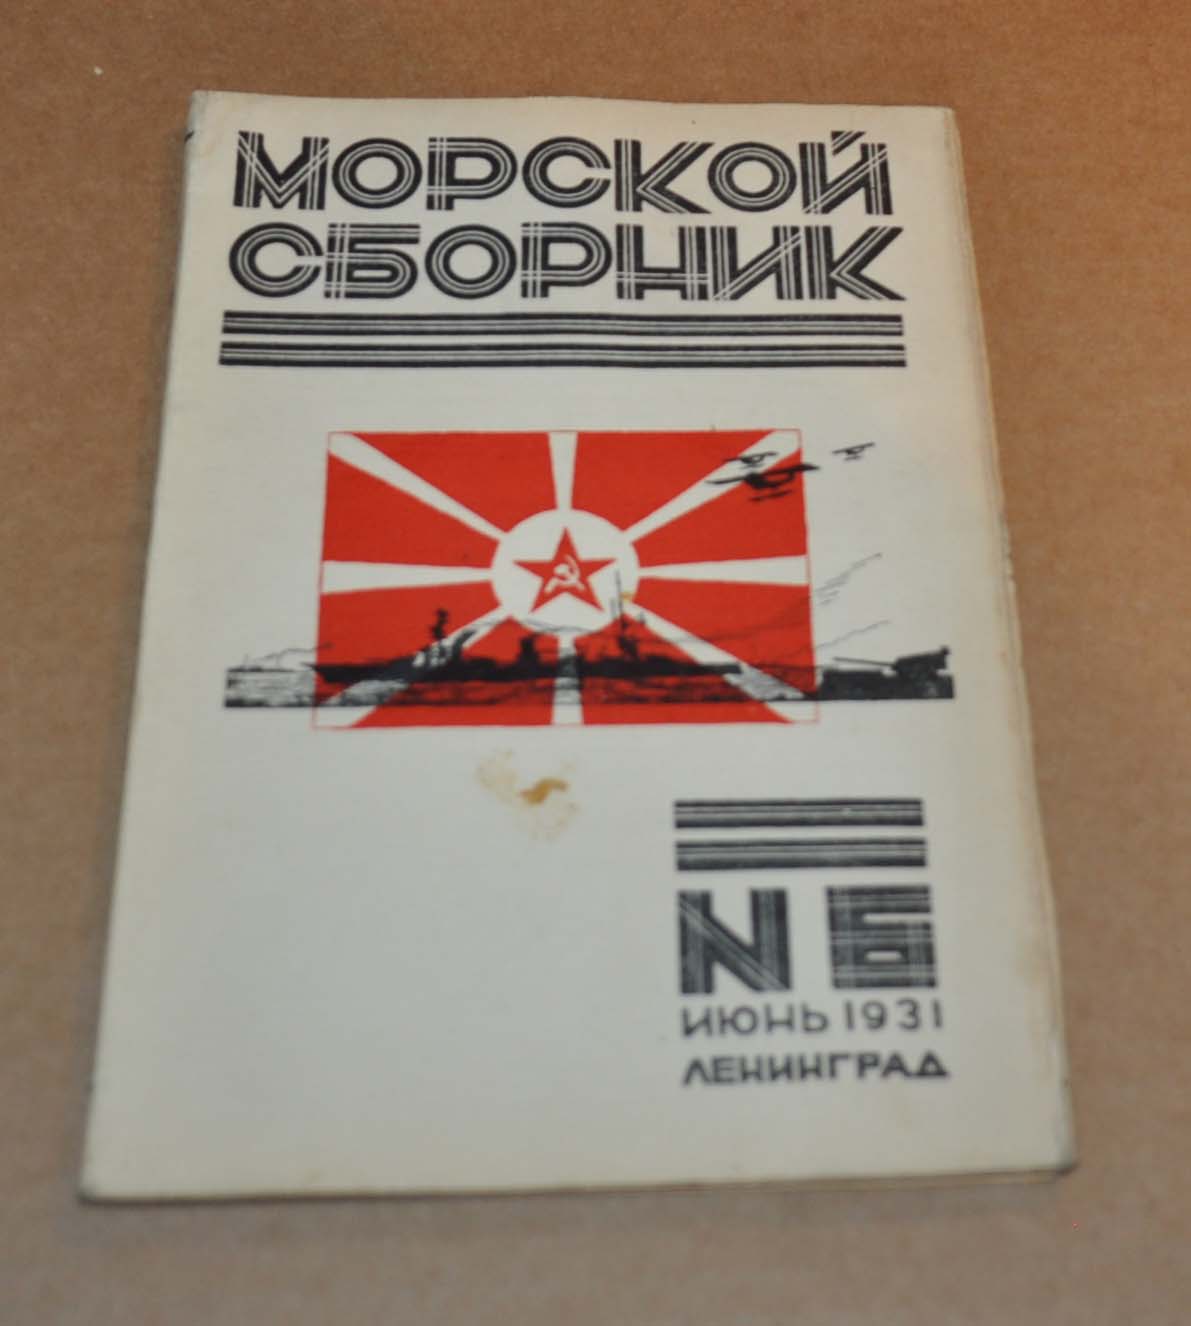 МОРСКОЙ
СБОРНИК
N 6
ИЮНЬ 1931
ЛЕНИНГРАД